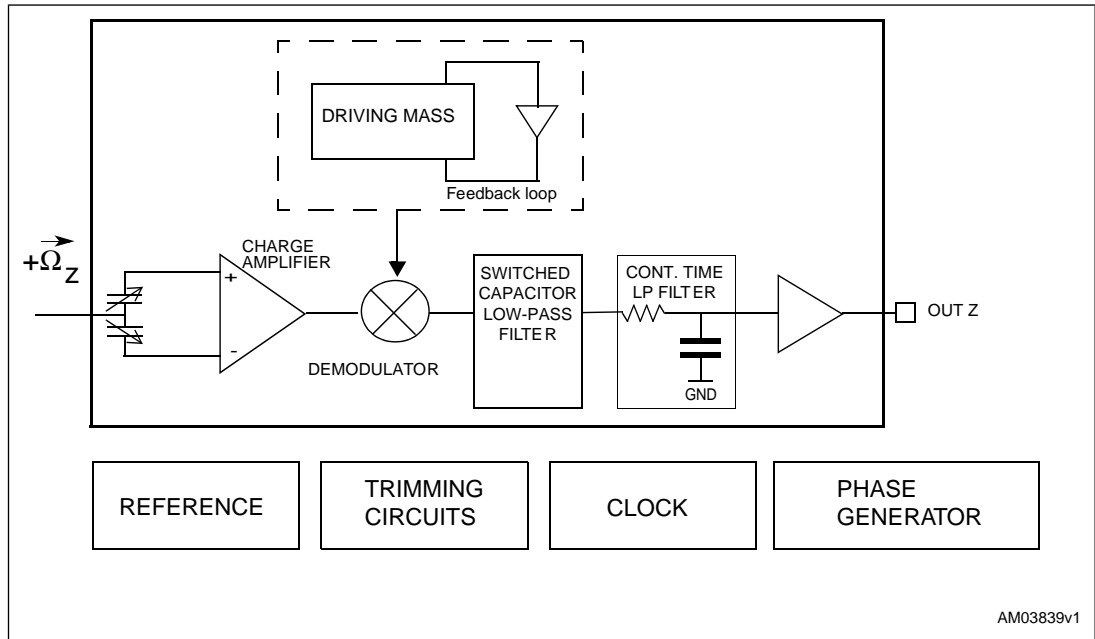 DRIVING MASS
Feedback loop
+Ω⃗Z
CHARGE
AMPLIFIER
+
-
DEMODULATOR
SWITCHED
CAPACITOR
LOW-PASS
FILTER
CONT. TIME
LP FILTER
GND
OUT Z
REFERENCE
TRIMMING
CIRCUITS
CLOCK
PHASE
GENERATOR
AM03839v1